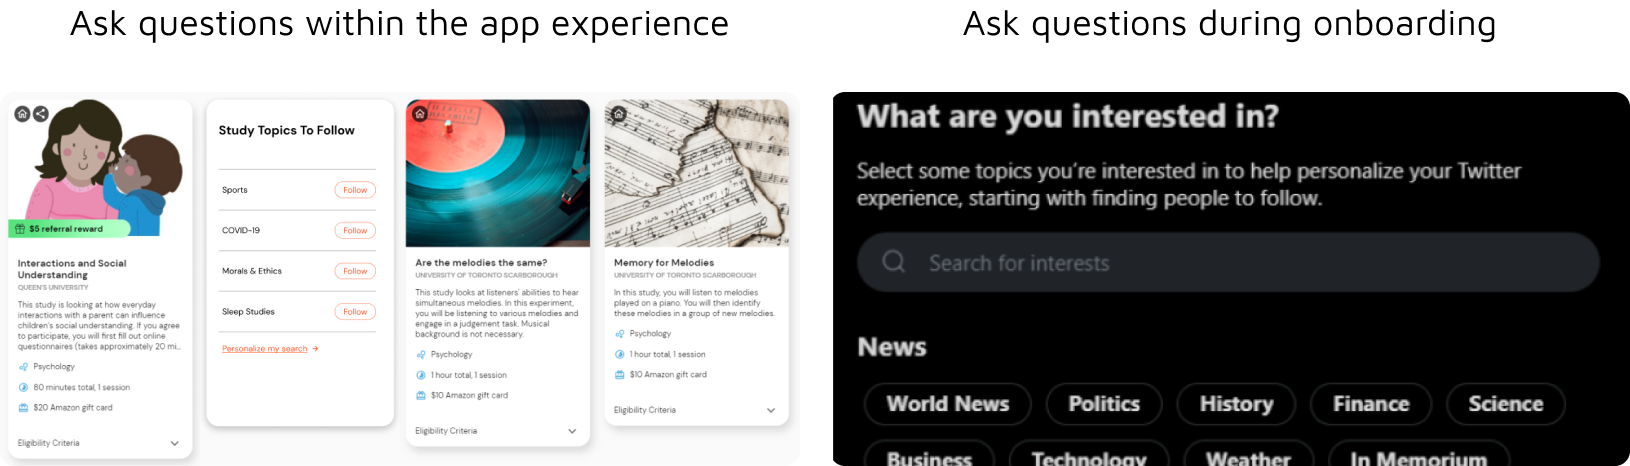 Ask questions within the app experience
$5 referral reward
Interactions and Social
Understanding
QUEEN'S UNIVERSITY
This study is looking at how everyday
interactions with a parent can influence
children's social understanding. If you agree
to participate, you will first fill out online
questionnaires (takes approximately 20 mi...
Psychology
80 minutes total, 1 session
$20 Amazon gift card
Eligibility Criteria
Study Topics To Follow
Sports Follow
COVID-19 Follow
Morals & Ethics Follow
Sleep Studies Follow
Personalize my search →
Are the melodies the same?
UNIVERSITY OF TORONTO SCARBOROUGH
This study looks at listeners' abilities to hear
simultaneous melodies. In this experiment,
you will be listening to various melodies and
engage in a judgement task. Musical
background is not necessary.
Psychology
1 hour total, 1 session
$10 Amazon gift card
Eligibility Criteria
Memory for Melodies
UNIVERSITY OF TORONTO SCARBOROUGH
In this study, you will listen to melodies
played on a piano. You will then identify
these melodies in a group of new melodies.
Psychology
1 hour total, 1 session
$10 Amazon gift card
Eligibility Criteria
Ask questions during onboarding
What are you interested in?
Select some topics you're interested in to help personalize your Twitter
experience, starting with finding people to follow.
Search for interests
News
World News Politics History Finance Science
Business Technology Weather In Memorium